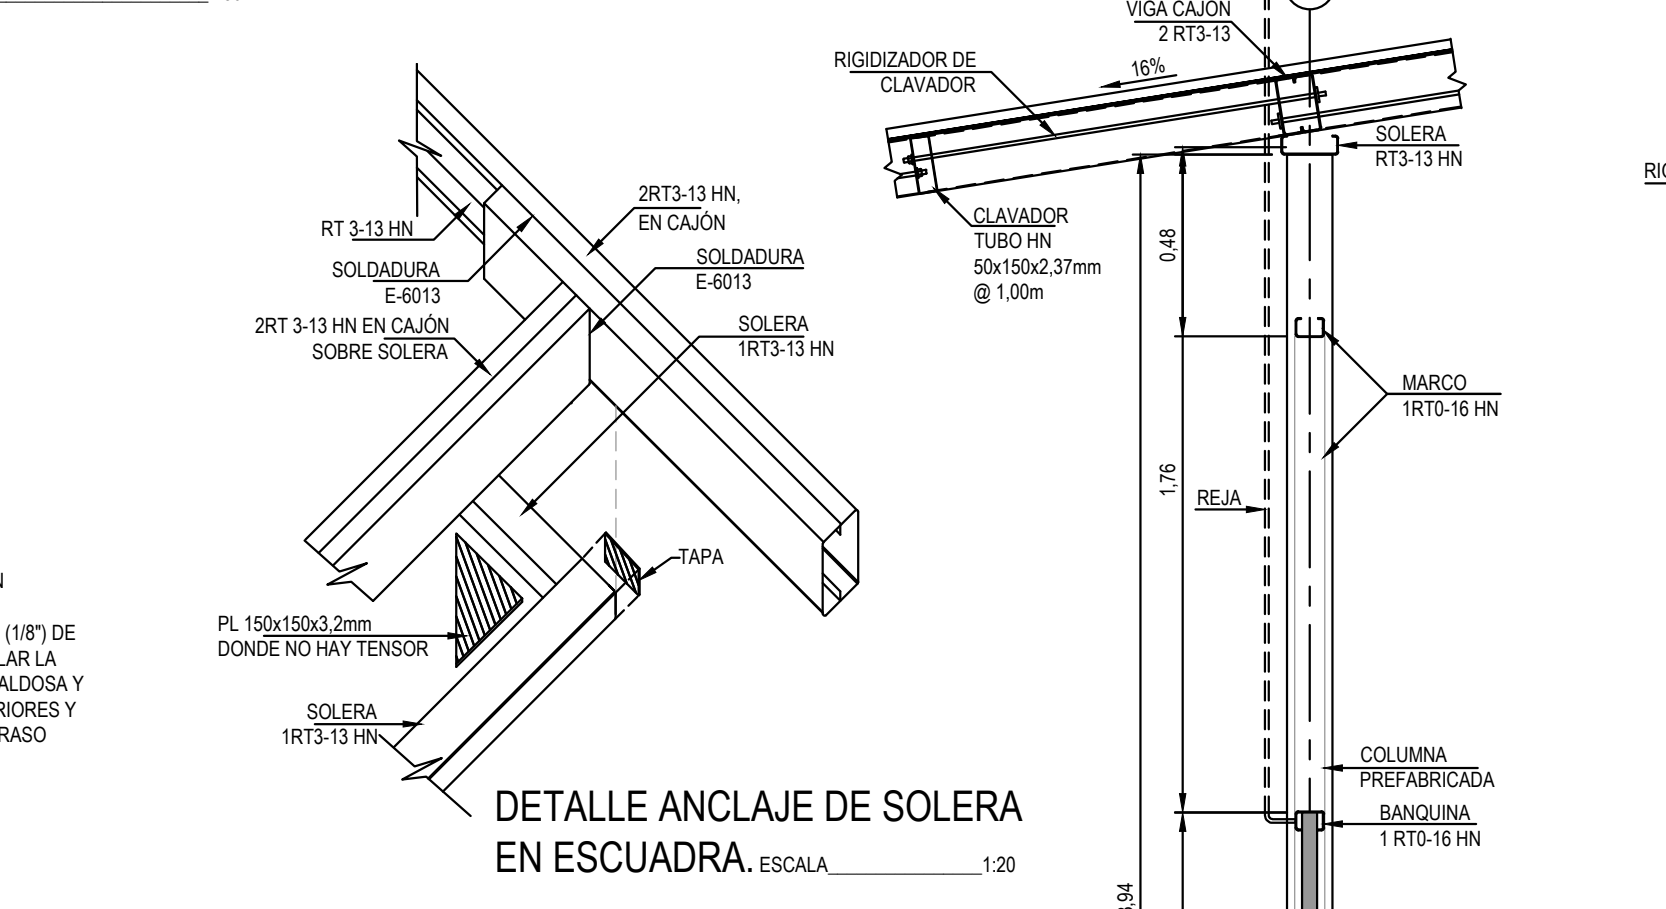 RT 3-13 HN
SOLDADURA
E-6013
2RT 3-13 HN EN CAJÓN
SOBRE SOLERA
2RT3-13 HN,
EN CAJÓN
SOLDADURA
E-6013
SOLERA
1RT3-13 HN
TAPA
PL 150x150x3,2mm
DONDE NO HAY TENSOR
SOLERA
1RT3-13 HN
DETALLE ANCLAJE DE SOLERA
EN ESCUADRA. ESCALA 1:20
(1/8") DE
LAR LA
ALDOSA Y
RIORES Y
RASO
VIGA CAJÓN
2 RT3-13
RIGIDIZADOR DE
CLAVADOR
16%
SOLERA
RT3-13 HN
CLAVADOR
TUBO HN
50x150x2,37mm
@ 1,00m
0,48
MARCO
1RT0-16 HN
1,76
REJA
COLUMNA
PREFABRICADA
BANQUINA
1 RT0-16 HN